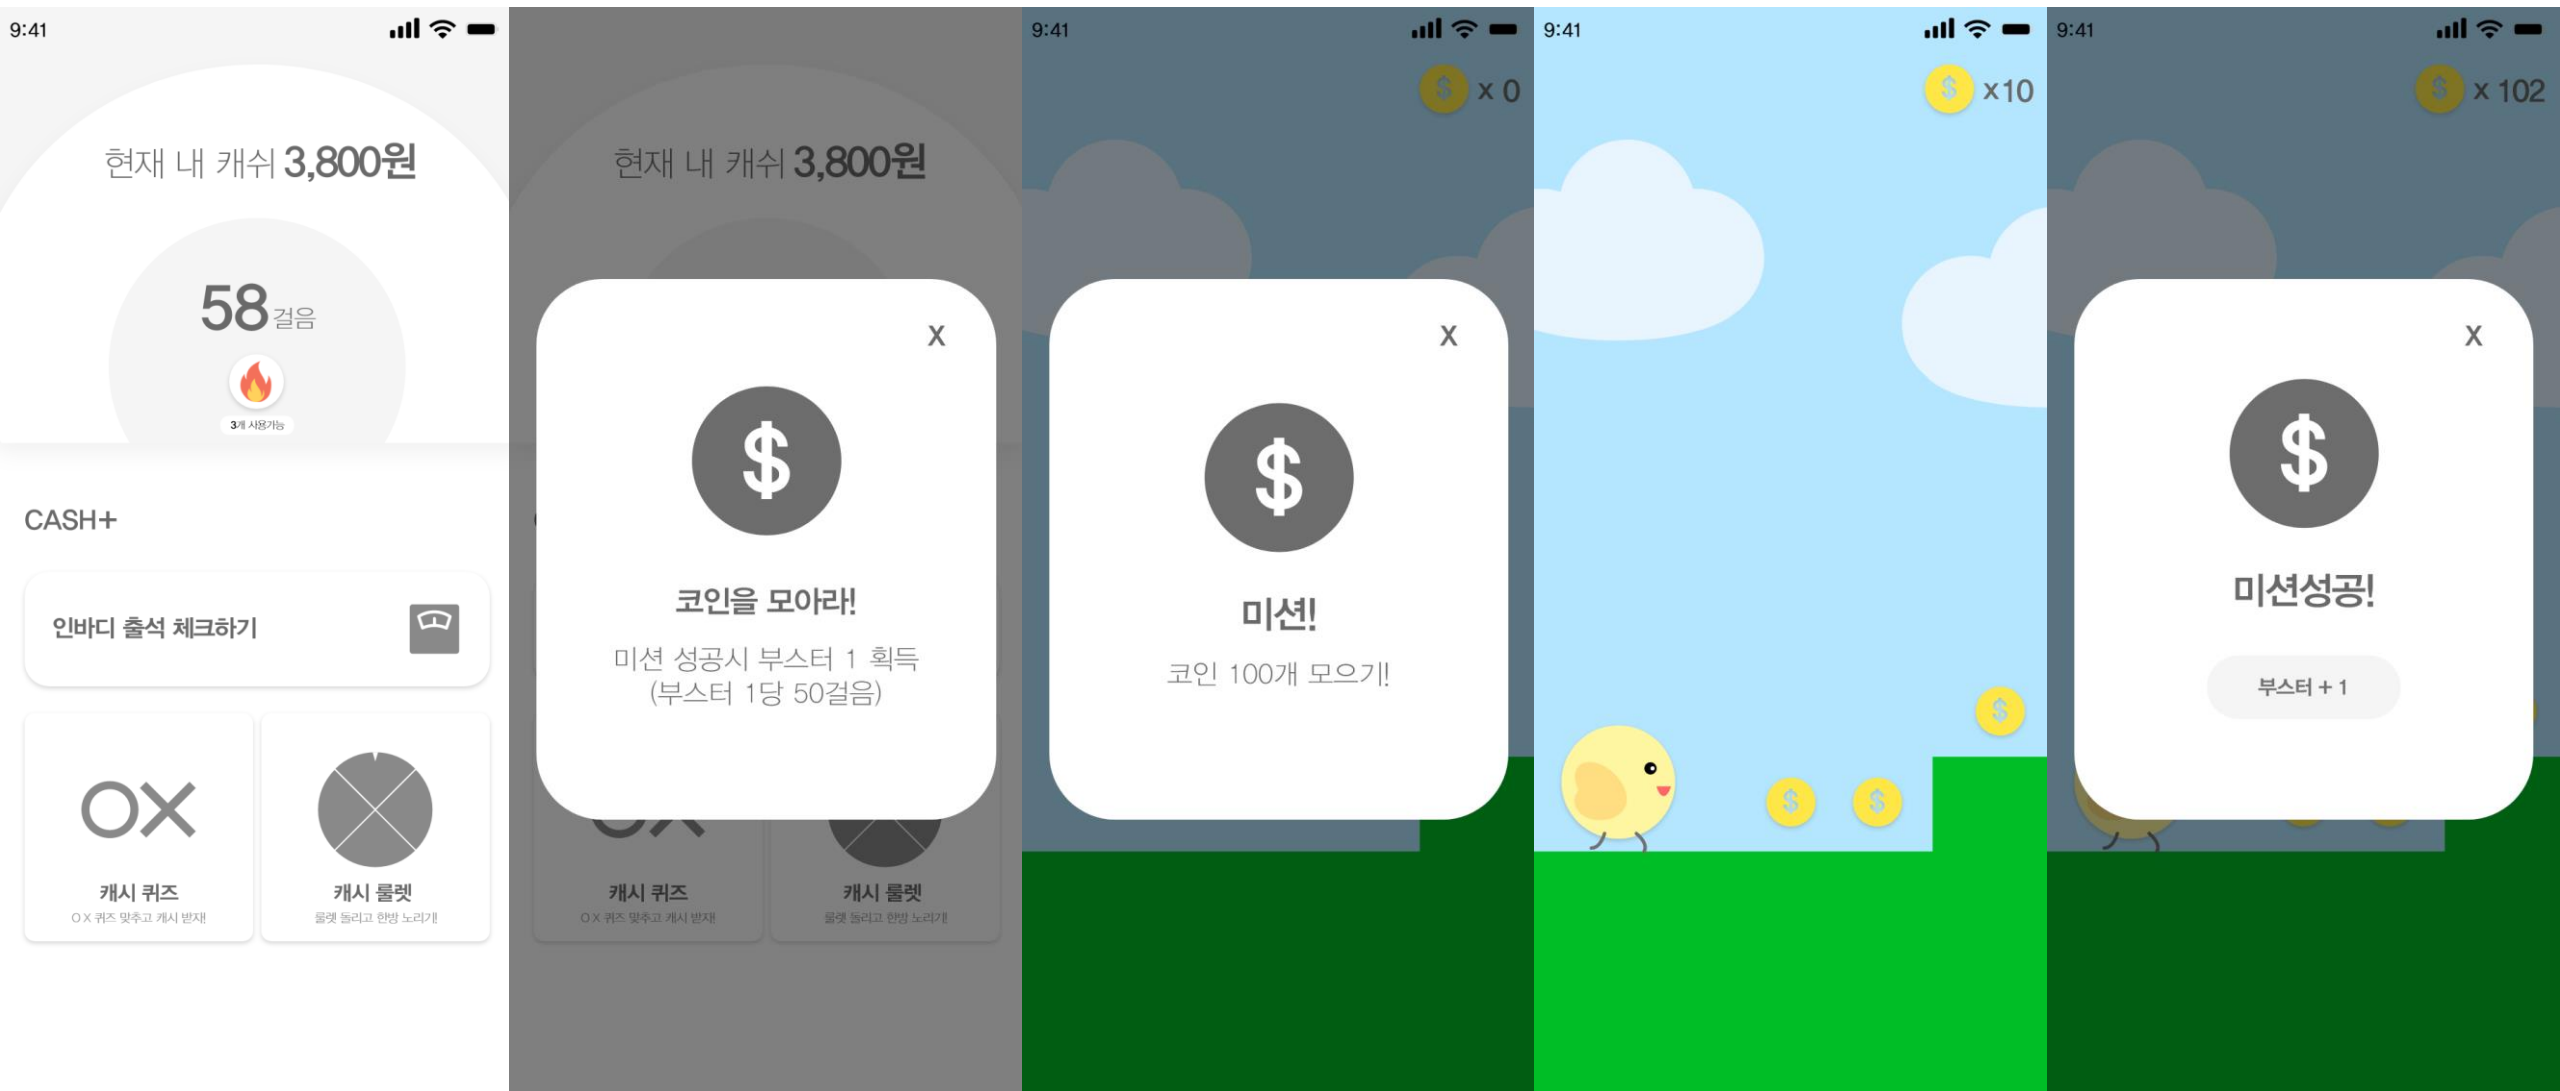 9:41
현재 내 캐쉬 3,800원
58걸음
3개 사용가능
CASH+
인바디 출석 체크하기
OX
캐시 퀴즈
O X 퀴즈 맞추고 캐시 받자!
캐시 룰렛
룰렛 돌리고 한방 노리기!
현재 내 캐쉬 3,800원
X
$
코인을 모아라!
미션 성공시 부스터 1 획득
(부스터 1당 50걸음)
캐시 퀴즈
O X 퀴즈 맞추고 캐시 받자!
캐시 룰렛
룰렛 돌리고 한방 노리기!
9:41
$ x 0
X
$
미션!
코인 100개 모으기!
9:41
$ x10
$
$ $
9:41
$ x 102
X
$
미션성공!
부스터 + 1